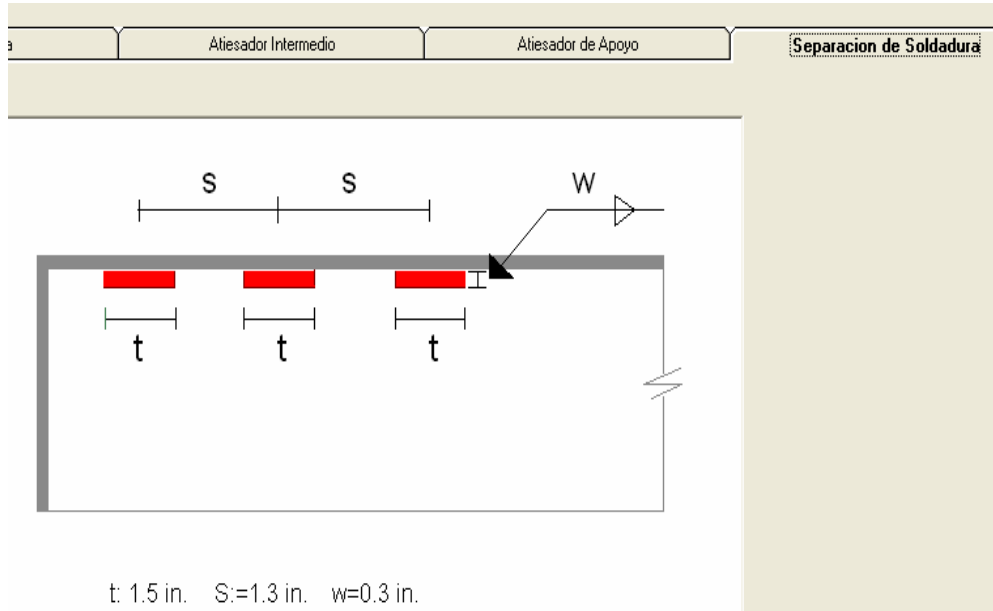 a
Atiesador Intermedio
Atiesador de Apoyo
Separacion de Soldadura
S S W
t t t
t: 1.5 in. S:=1.3 in. w=0.3 in.